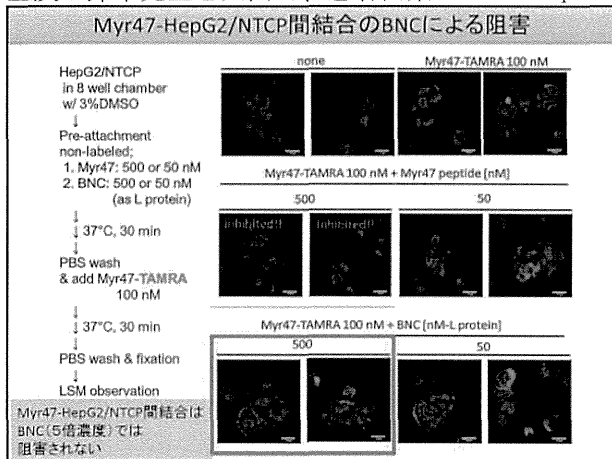 Myr47-HepG2/NTCP間結合のBNCによる阻害
HepG2/NTCP
in 8 well chamber
w/ 3%DMSO
↓
Pre-attachment
non-labeled;
1. Myr47: 500 or 50 nM
2. BNC: 500 or 50 nM
(as L protein)
↓
↓ 37°C, 30 min
↓
PBS wash
& add Myr47-TAMRA
100 nM
↓
↓ 37°C, 30 min
↓
PBS wash & fixation
↓
LSM observation
Myr47-HepG2/NTCP間結合は
BNC(5倍濃度)では
阻害されない
none
Myr47-TAMRA 100 nM
Myr47-TAMRA 100 nM + Myr47 peptide [nM]
500
50
inhibited!!
inhibited!!
Myr47-TAMRA 100 nM + BNC [nM-L protein]
500
50